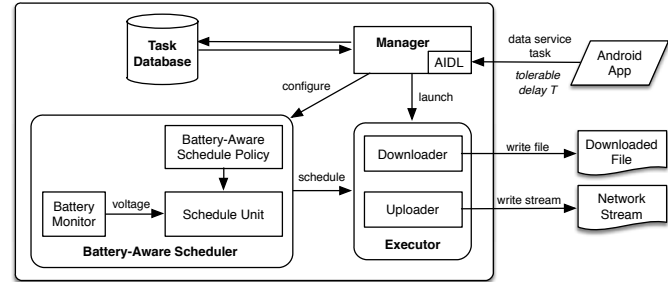 Task
Database
Manager
AIDL
data service
task
tolerable
delay T
Android
App
configure
launch
Battery-Aware
Schedule Policy
Battery
Monitor
voltage
Schedule Unit
Battery-Aware Scheduler
schedule
Downloader
Uploader
Executor
write file
Downloaded
File
write stream
Network
Stream